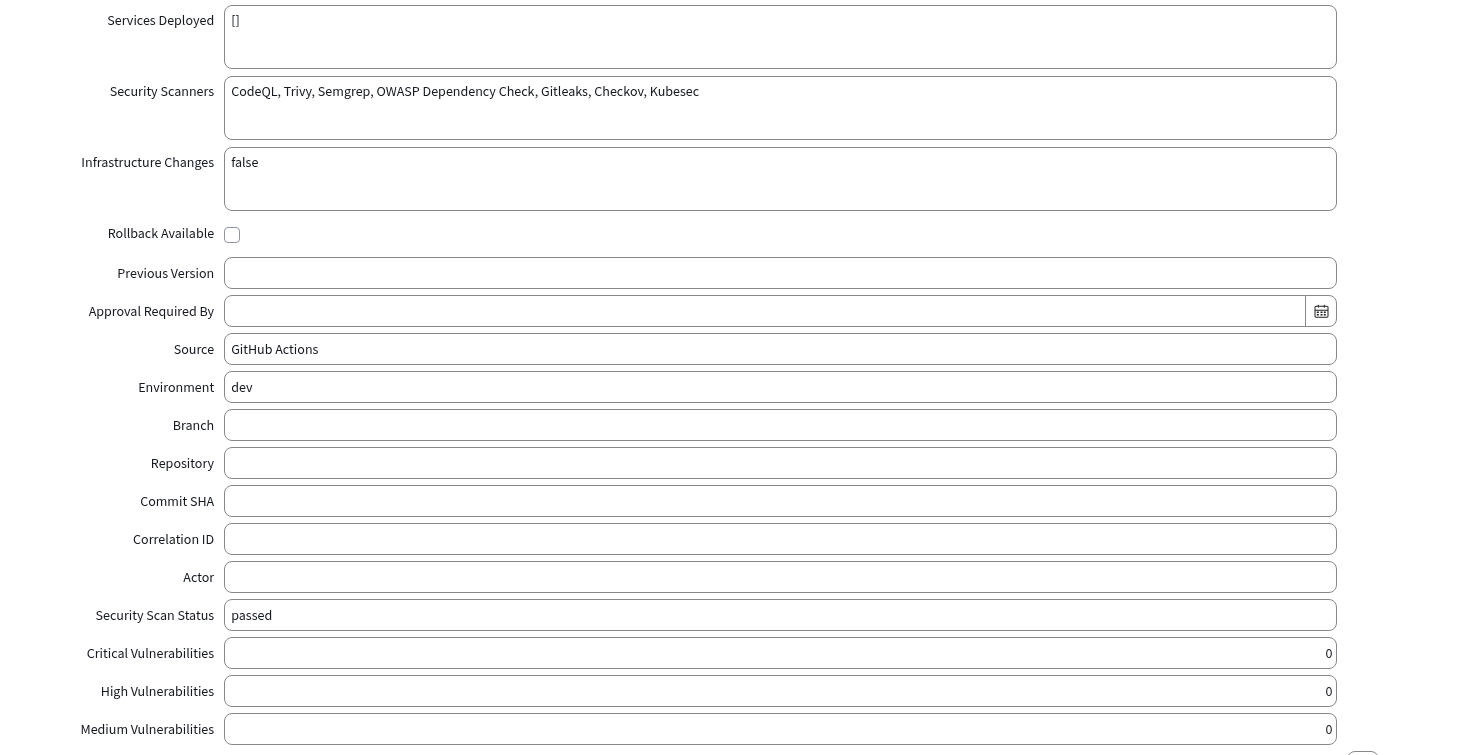 Services Deployed []
Security Scanners CodeQL, Trivy, Semgrep, OWASP Dependency Check, Gitleaks, Checkov, Kubesec
Infrastructure Changes false
Rollback Available
Previous Version
Approval Required By
Source GitHub Actions
Environment dev
Branch
Repository
Commit SHA
Correlation ID
Actor
Security Scan Status passed
Critical Vulnerabilities 0
High Vulnerabilities 0
Medium Vulnerabilities 0